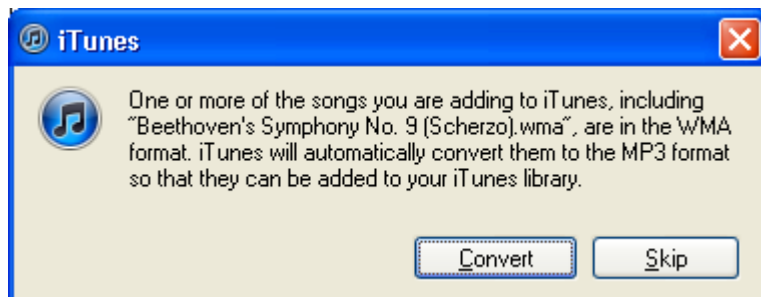 iTunes
One or more of the songs you are adding to iTunes, including
"Beethoven's Symphony No. 9 (Scherzo).wma", are in the WMA
format. iTunes will automatically convert them to the MP3 format
so that they can be added to your iTunes library.
Convert Skip